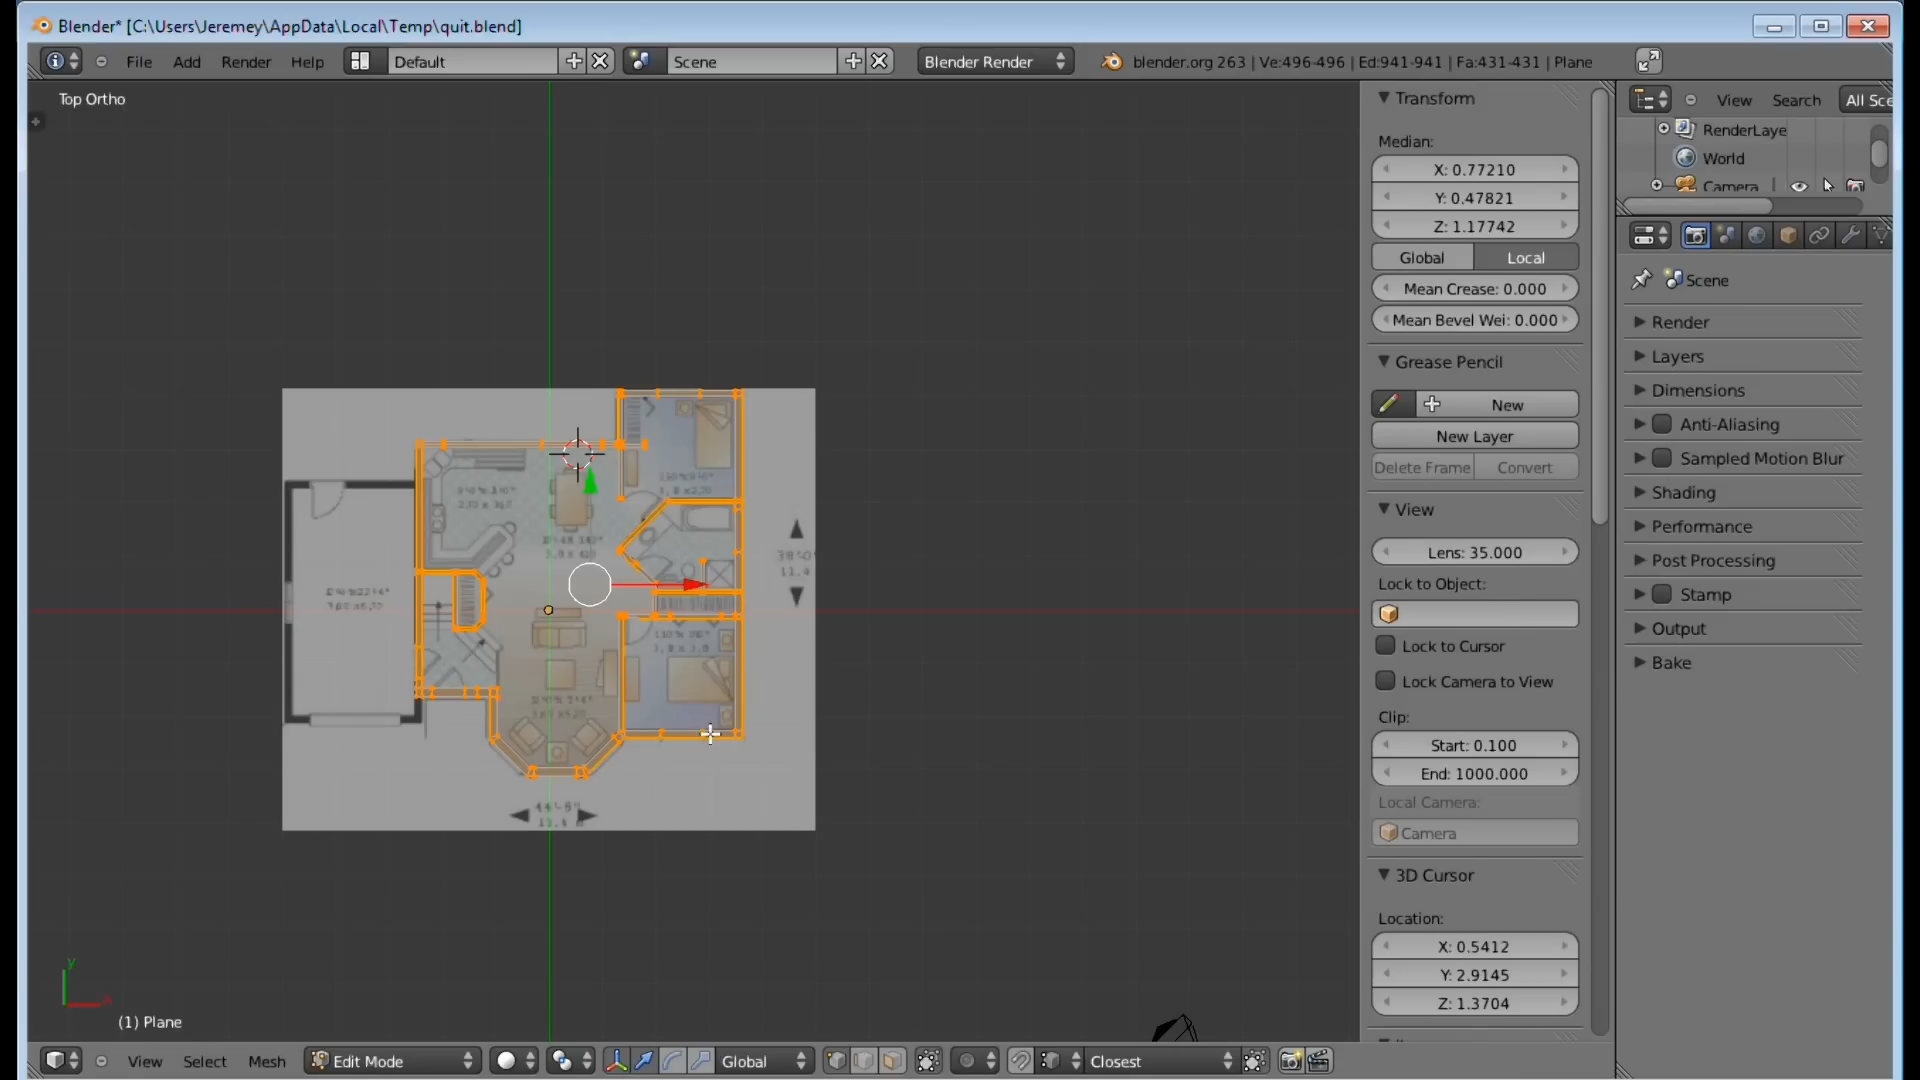 Blender* [C:\Users\Jeremey\AppData\Local\Temp\quit.blend]
File Add Render Help Default Scene Blender Render blender.org 263 | Ve:496-496 | Ed:941-941 | Fa:431-431 | Plane
Top Ortho
Transform
Median:
X: 0.77210
Y: 0.47821
Z: 1.17742
Global Local
Mean Crease: 0.000
Mean Bevel Wei: 0.000
Grease Pencil
New
New Layer
Delete Frame Convert
View
Lens: 35.000
Lock to Object:
Lock to Cursor
Lock Camera to View
Clip:
Start: 0.100
End: 1000.000
Local Camera:
Camera
3D Cursor
Location:
X: 0.5412
Y: 2.9145
Z: 1.3704
View Search All Sce
RenderLaye
World
Camera
Scene
Render
Layers
Dimensions
Anti-Aliasing
Sampled Motion Blur
Shading
Performance
Post Processing
Stamp
Output
Bake
y
x
(1) Plane
View Select Mesh Edit Mode Global Closest